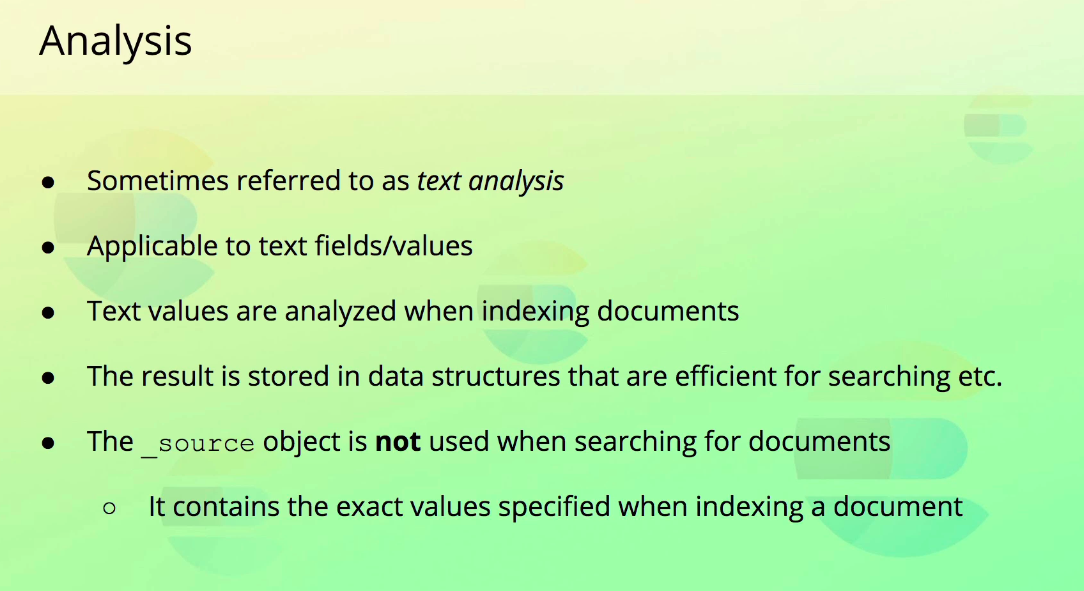 Analysis
● Sometimes referred to as text analysis
● Applicable to text fields/values
● Text values are analyzed when indexing documents
● The result is stored in data structures that are efficient for searching etc.
● The _source object is not used when searching for documents
○ It contains the exact values specified when indexing a document